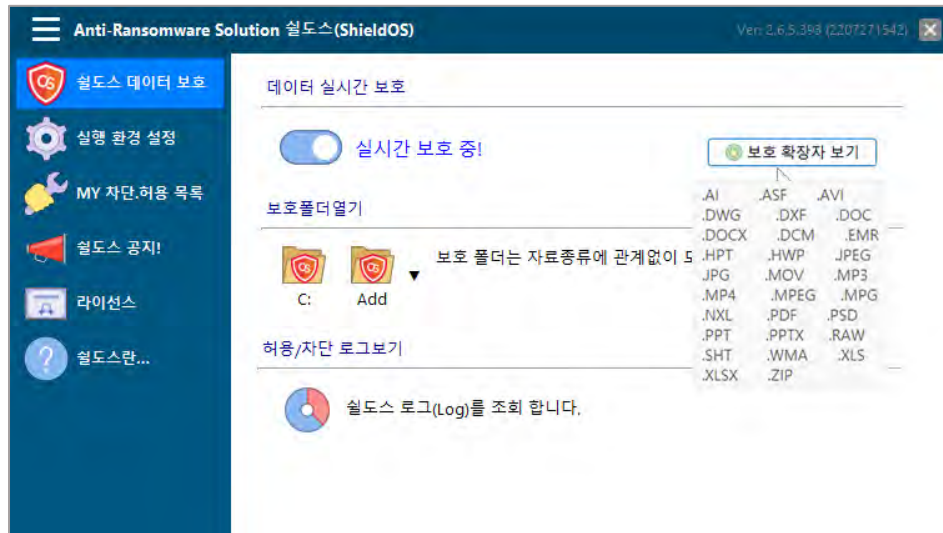 Anti-Ransomware Solution 쉴도스(ShieldOS)
Ver: 2.6.5.393 (2207271542)
쉴도스 데이터 보호
실행 환경 설정
MY 차단.허용 목록
쉴도스 공지!
라이선스
쉴도스란...
데이터 실시간 보호
실시간 보호 중!
보호 확장자 보기
.AI .ASF .AVI
.DWG .DXF .DOC
.DOCX .DCM .EMR
.HPT .HWP .JPEG
.JPG .MOV .MP3
.MP4 .MPEG .MPG
.NXL .PDF .PSD
.PPT .PPTX .RAW
.SHT .WMA .XLS
.XLSX .ZIP
보호폴더열기
보호 폴더는 자료종류에 관계없이
C: Add
허용/차단 로그보기
쉴도스 로그(Log)를 조회 합니다.